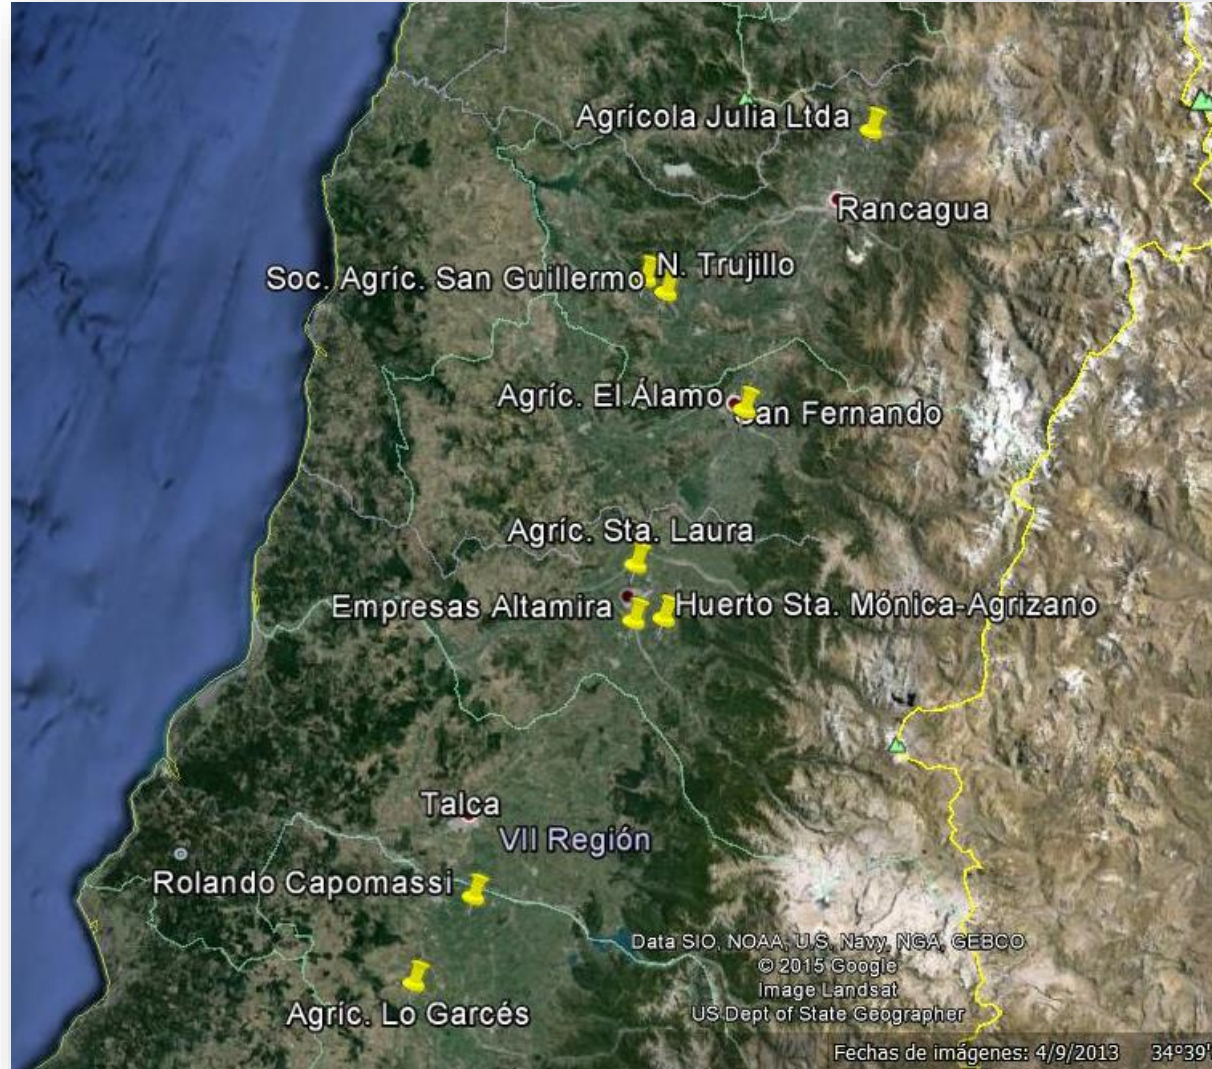 Agrícola Julia Ltda
Rancagua
N. Trujillo
Soc. Agríc. San Guillermo
Agríc. El Álamo
San Fernando
Agríc. Sta. Laura
Empresas Altamira
Huerto Sta. Mónica-Agrizano
Talca
VII Región
Rolando Capomassi
Agríc. Lo Garcés
Data SIO, NOAA, U.S. Navy, NGA, GEBCO
© 2015 Google
Image Landsat
US Dept of State Geographer
Fechas de imágenes: 4/9/2013 34°39'